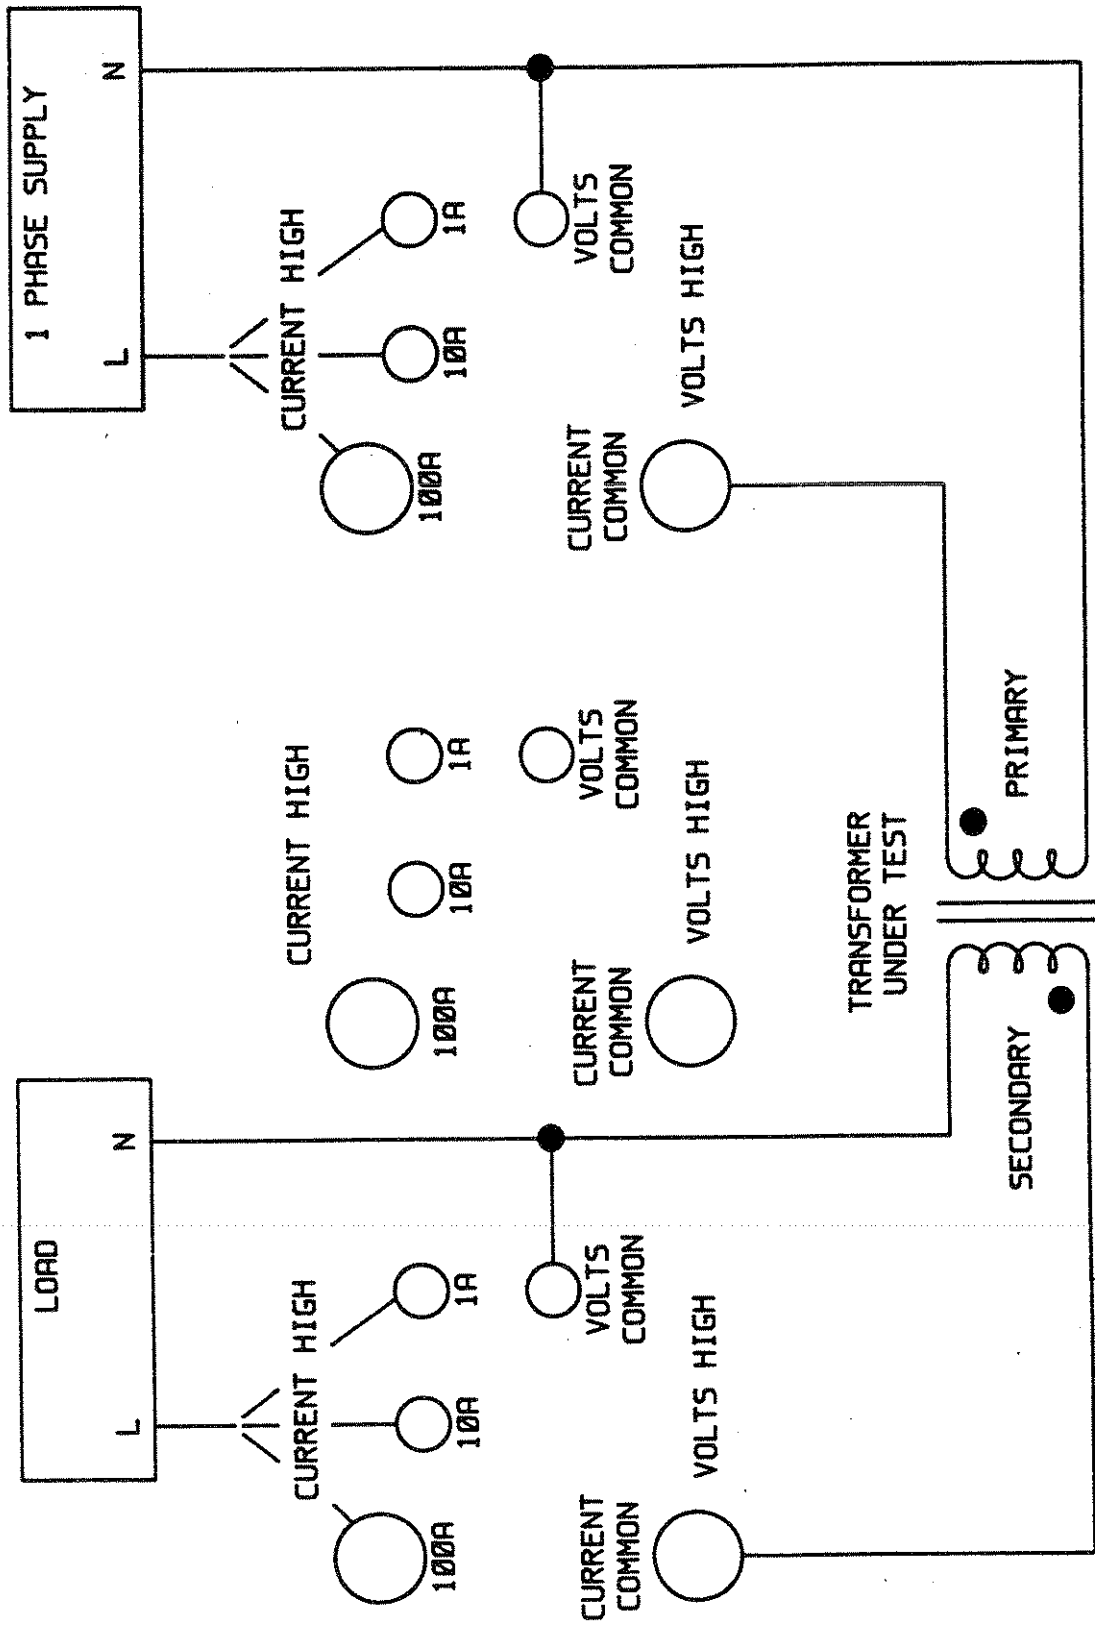 LOAD
L N
CURRENT HIGH
100A 10A 1A
VOLTS
COMMON
CURRENT
COMMON
VOLTS HIGH
CURRENT HIGH
100A 10A 1A
VOLTS
COMMON
CURRENT
COMMON
VOLTS HIGH
1 PHASE SUPPLY
L N
CURRENT HIGH
100A 10A 1A
VOLTS
COMMON
CURRENT
COMMON
VOLTS HIGH
TRANSFORMER
UNDER TEST
SECONDARY
PRIMARY